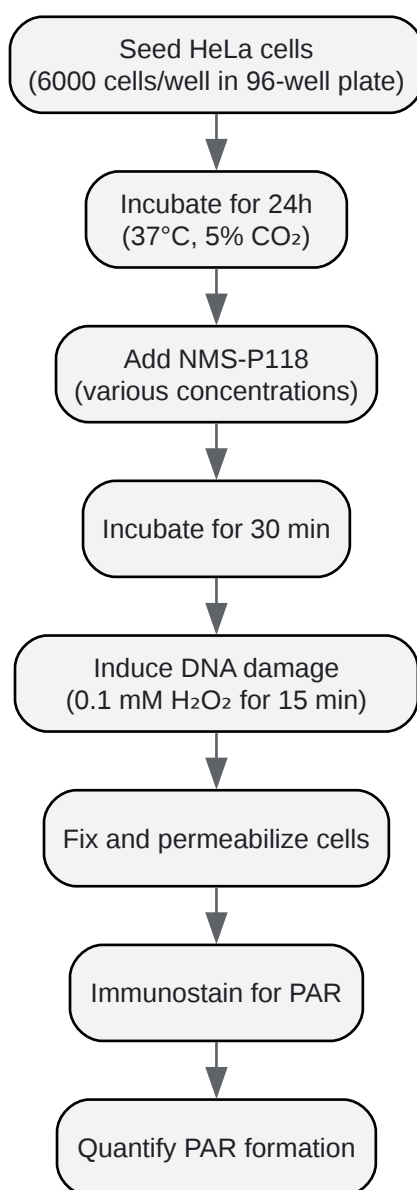 Seed HeLa cells
(6000 cells/well in 96-well plate)
Incubate for 24h
(37°C, 5% CO₂)
Add NMS-P118
(various concentrations)
Incubate for 30 min
Induce DNA damage
(0.1 mM H₂O₂ for 15 min)
Fix and permeabilize cells
Immunostain for PAR
Quantify PAR formation